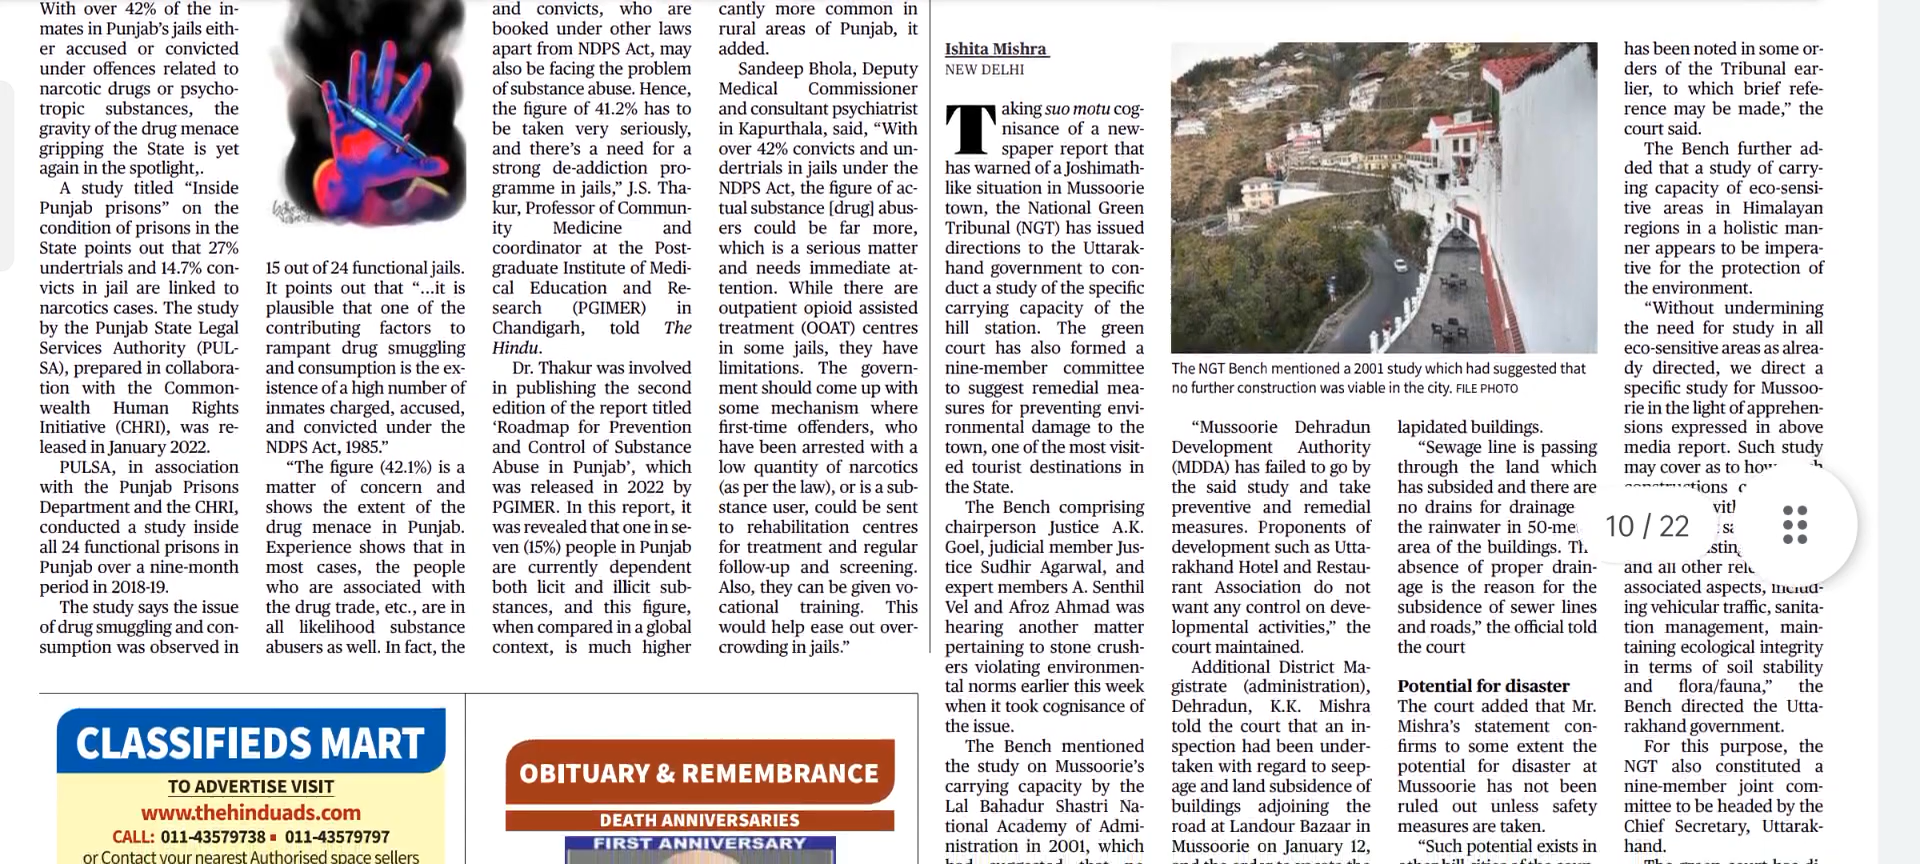 With over 42% of the in-
mates in Punjab's jails eith-
er accused or convicted
under offences related to
narcotic drugs or psycho-
tropic substances, the
gravity of the drug menace
gripping the State is yet
again in the spotlight,.
A study titled “Inside
Punjab prisons” on the
condition of prisons in the
State points out that 27%
undertrials and 14.7% con-
victs in jail are linked to
narcotics cases. The study
by the Punjab State Legal
Services Authority (PUL-
SA), prepared in collabora-
tion with the Common-
wealth Human Rights
Initiative (CHRI), was re-
leased in January 2022.
PULSA, in association
with the Punjab Prisons
Department and the CHRI,
conducted a study inside
all 24 functional prisons in
Punjab over a nine-month
period in 2018-19.
The study says the issue
of drug smuggling and con-
sumption was observed in
15 out of 24 functional jails.
It points out that “...it is
plausible that one of the
contributing factors to
rampant drug smuggling
and consumption is the ex-
istence of a high number of
inmates charged, accused,
and convicted under the
NDPS Act, 1985.”
“The figure (42.1%) is a
matter of concern and
shows the extent of the
drug menace in Punjab.
Experience shows that in
most cases, the people
who are associated with
the drug trade, etc., are in
all likelihood substance
abusers as well. In fact, the
and convicts, who are
booked under other laws
apart from NDPS Act, may
also be facing the problem
of substance abuse. Hence,
the figure of 41.2% has to
be taken very seriously,
and there's a need for a
strong de-addiction pro-
gramme in jails,” J.S. Tha-
kur, Professor of Commun-
ity Medicine and
coordinator at the Post-
graduate Institute of Medi-
cal Education and Re-
search (PGIMER) in
Chandigarh, told The
Hindu.
Dr. Thakur was involved
in publishing the second
edition of the report titled
‘Roadmap for Prevention
and Control of Substance
Abuse in Punjab’, which
was released in 2022 by
PGIMER. In this report, it
was revealed that one in se-
ven (15%) people in Punjab
are currently dependent
both licit and illicit sub-
stances, and this figure,
when compared in a global
context, is much higher
cantly more common in
rural areas of Punjab, it
added.
Sandeep Bhola, Deputy
Medical Commissioner
and consultant psychiatrist
in Kapurthala, said, “With
over 42% convicts and un-
dertrials in jails under the
NDPS Act, the figure of ac-
tual substance [drug] abus-
ers could be far more,
which is a serious matter
and needs immediate at-
tention. While there are
outpatient opioid assisted
treatment (OOAT) centres
in some jails, they have
limitations. The govern-
ment should come up with
some mechanism where
first-time offenders, who
have been arrested with a
low quantity of narcotics
(as per the law), or is a sub-
stance user, could be sent
to rehabilitation centres
for treatment and regular
follow-up and screening.
Also, they can be given vo-
cational training. This
would help ease out over-
crowding in jails.”
CLASSIFIEDS MART
TO ADVERTISE VISIT
www.thehinduads.com
CALL: 011-43579738 ▪ 011-43579797
or Contact your nearest Authorised space sellers
OBITUARY & REMEMBRANCE
DEATH ANNIVERSARIES
FIRST ANNIVERSARY
Ishita Mishra
NEW DELHI
Taking suo motu cog-
nisance of a new-
spaper report that
has warned of a Joshimath-
like situation in Mussoorie
town, the National Green
Tribunal (NGT) has issued
directions to the Uttarak-
hand government to con-
duct a study of the specific
carrying capacity of the
hill station. The green
court has also formed a
nine-member committee
to suggest remedial mea-
sures for preventing envi-
ronmental damage to the
town, one of the most visit-
ed tourist destinations in
the State.
The Bench comprising
chairperson Justice A.K.
Goel, judicial member Jus-
tice Sudhir Agarwal, and
expert members A. Senthil
Vel and Afroz Ahmad was
hearing another matter
pertaining to stone crush-
ers violating environmen-
tal norms earlier this week
when it took cognisance of
the issue.
The Bench mentioned
the study on Mussoorie's
carrying capacity by the
Lal Bahadur Shastri Na-
tional Academy of Admi-
nistration in 2001, which
The NGT Bench mentioned a 2001 study which had suggested that
no further construction was viable in the city. FILE PHOTO
“Mussoorie Dehradun
Development Authority
(MDDA) has failed to go by
the said study and take
preventive and remedial
measures. Proponents of
development such as Utta-
rakhand Hotel and Restau-
rant Association do not
want any control on deve-
lopmental activities,” the
court maintained.
Additional District Ma-
gistrate (administration),
Dehradun, K.K. Mishra
told the court that an in-
spection had been under-
taken with regard to seep-
age and land subsidence of
buildings adjoining the
road at Landour Bazaar in
Mussoorie on January 12,
lapidated buildings.
“Sewage line is passing
through the land which
has subsided and there are
no drains for drainage
the rainwater in 50-me
area of the buildings. Th
absence of proper drain-
age is the reason for the
subsidence of sewer lines
and roads,” the official told
the court
Potential for disaster
The court added that Mr.
Mishra's statement con-
firms to some extent the
potential for disaster at
Mussoorie has not been
ruled out unless safety
measures are taken.
“Such potential exists in
has been noted in some or-
ders of the Tribunal ear-
lier, to which brief refe-
rence may be made,” the
court said.
The Bench further ad-
ded that a study of carry-
ing capacity of eco-sensi-
tive areas in Himalayan
regions in a holistic man-
ner appears to be impera-
tive for the protection of
the environment.
“Without undermining
the need for study in all
eco-sensitive areas as alrea-
dy directed, we direct a
specific study for Mussoo-
rie in the light of apprehen-
sions expressed in above
media report. Such study
may cover as to how
and all other
associated aspects, includ-
ing vehicular traffic, sanita-
tion management, main-
taining ecological integrity
in terms of soil stability
and flora/fauna,” the
Bench directed the Utta-
rakhand government.
For this purpose, the
NGT also constituted a
nine-member joint com-
mittee to be headed by the
Chief Secretary, Uttarak-
hand.
10 / 22